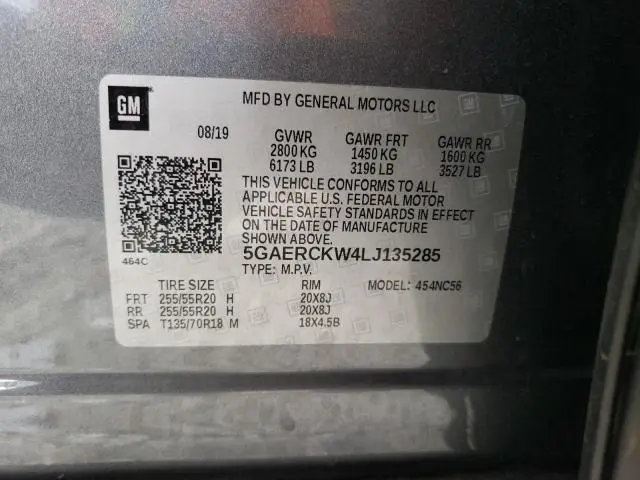 GM
MFD BY GENERAL MOTORS LLC
08/19 GVWR GAWR FRT GAWR RR
2800 KG 1450 KG 1600 KG
6173 LB 3196 LB 3527 LB
THIS VEHICLE CONFORMS TO ALL
APPLICABLE U.S. FEDERAL MOTOR
VEHICLE SAFETY STANDARDS IN EFFECT
ON THE DATE OF MANUFACTURE
SHOWN ABOVE.
464C
5GAERCKW4LJ135285
TYPE: M.P.V.
TIRE SIZE RIM MODEL: 454NC56
FRT 255/55R20 H 20X8J
RR 255/55R20 H 20X8J
SPA T135/70R18 M 18X4.5B